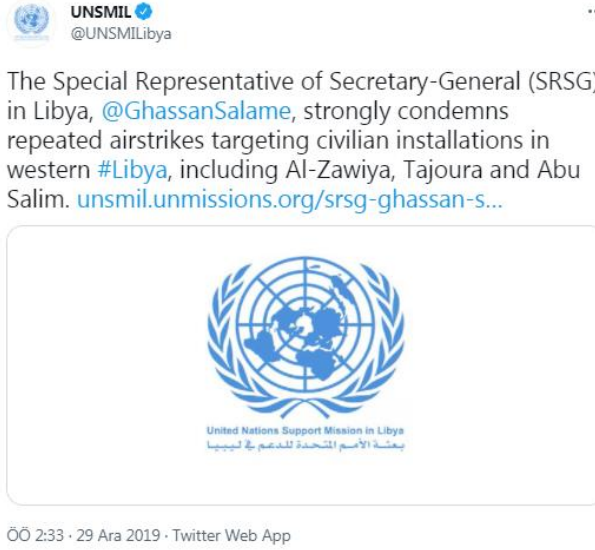 UNSMIL
@UNSMILibya
The Special Representative of Secretary-General (SRSG)
in Libya, @GhassanSalame, strongly condemns
repeated airstrikes targeting civilian installations in
western #Libya, including Al-Zawiya, Tajoura and Abu
Salim. unsmil.unmissions.org/srsg-ghassan-s...
United Nations Support Mission in Libya
بعثة الأمم المتحدة للدعم في ليبيا
ÖÖ 2:33 · 29 Ara 2019 · Twitter Web App